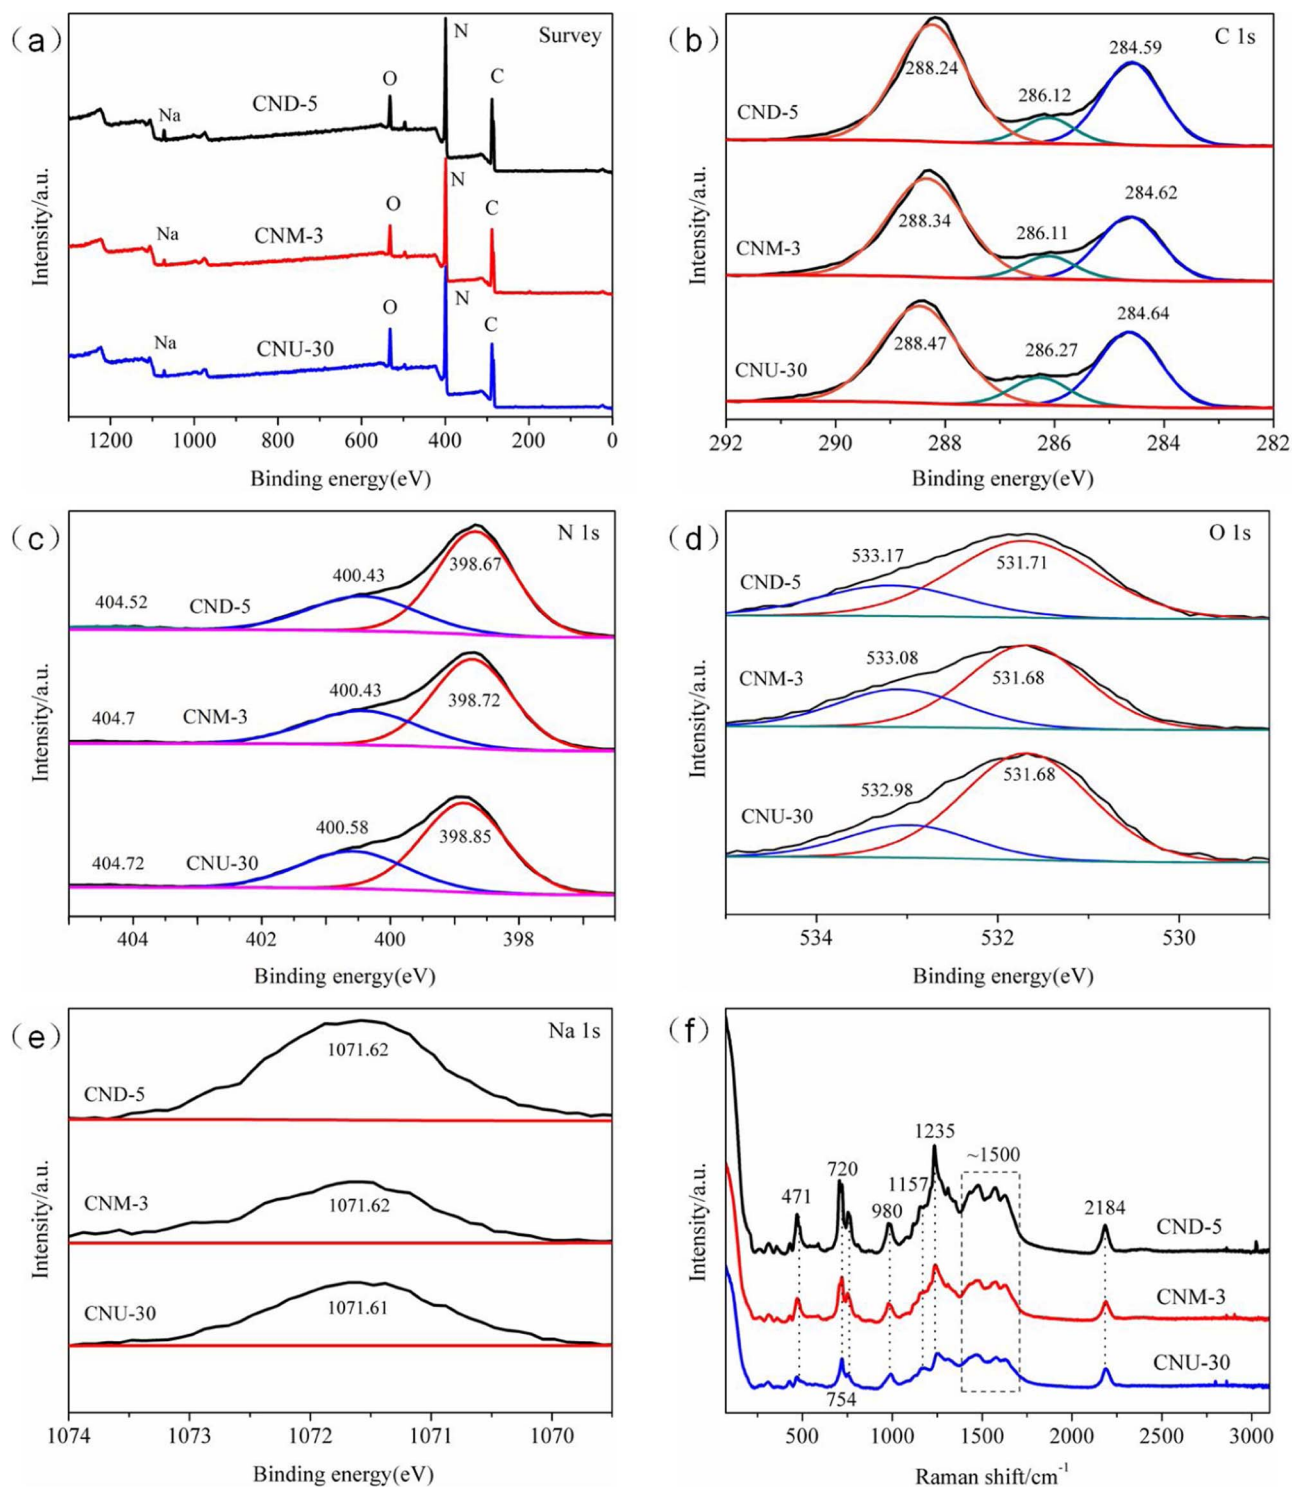 (a)
Survey
N
O
C
Na
CND-5
N
O
C
Na
CNM-3
N
O
C
Na
CNU-30
Intensity/a.u.
1200 1000 800 600 400 200 0
Binding energy(eV)
(b)
C 1s
288.24
286.12
284.59
CND-5
288.34
286.11
284.62
CNM-3
288.47
286.27
284.64
CNU-30
Intensity/a.u.
292 290 288 286 284 282
Binding energy(eV)
(c)
N 1s
404.52
CND-5
400.43
398.67
404.7
CNM-3
400.43
398.72
404.72
CNU-30
400.58
398.85
Intensity/a.u.
404 402 400 398
Binding energy(eV)
(d)
O 1s
CND-5
533.17
531.71
CNM-3
533.08
531.68
CNU-30
532.98
531.68
Intensity/a.u.
534 532 530
Binding energy(eV)
(e)
Na 1s
CND-5
1071.62
CNM-3
1071.62
CNU-30
1071.61
Intensity/a.u.
1074 1073 1072 1071 1070
Binding energy(eV)
(f)
471
720
980
1157
1235
~1500
2184
CND-5
CNM-3
CNU-30
754
Intensity/a.u.
500 1000 1500 2000 2500 3000
Raman shift/cm⁻¹